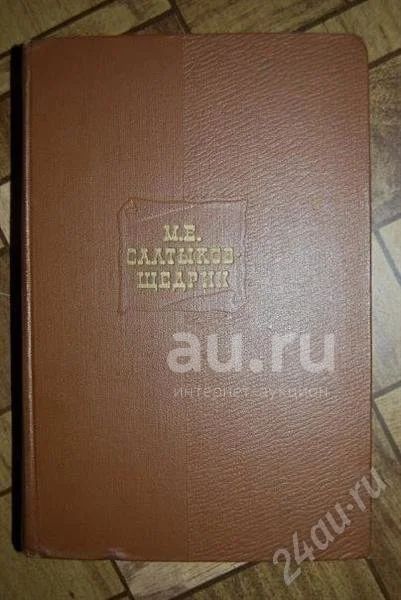 М.Е.
САЛТЫКОВ
ЩЕДРИН
au.ru
интернет аукцион
24au.ru